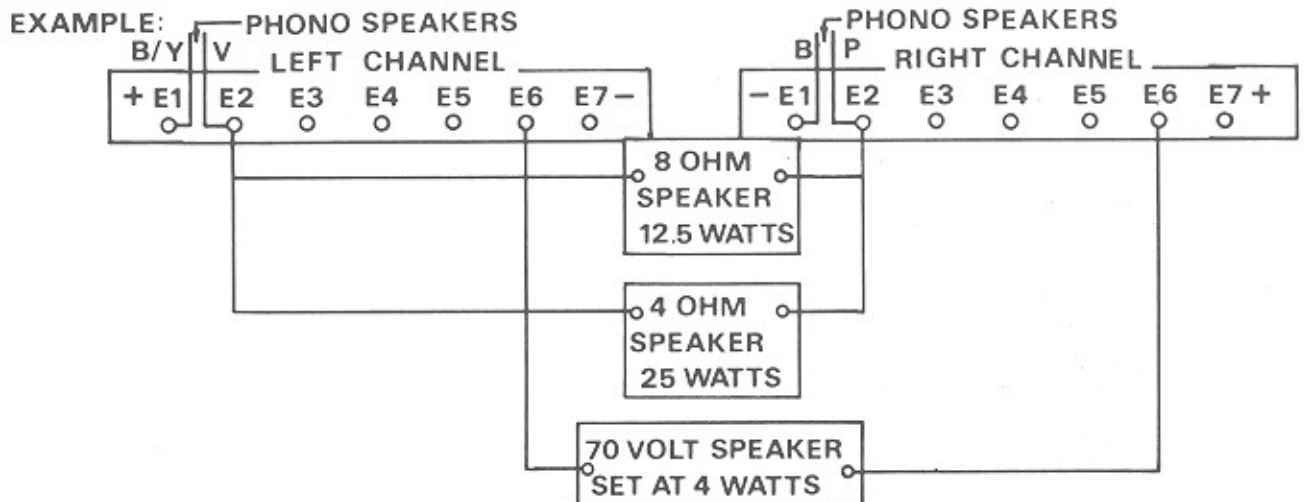 EXAMPLE: PHONO SPEAKERS
B/Y V
LEFT CHANNEL
+ E1 E2 E3 E4 E5 E6 E7 -
PHONO SPEAKERS
B P
RIGHT CHANNEL
- E1 E2 E3 E4 E5 E6 E7 +
8 OHM
SPEAKER
12.5 WATTS
4 OHM
SPEAKER
25 WATTS
70 VOLT SPEAKER
SET AT 4 WATTS